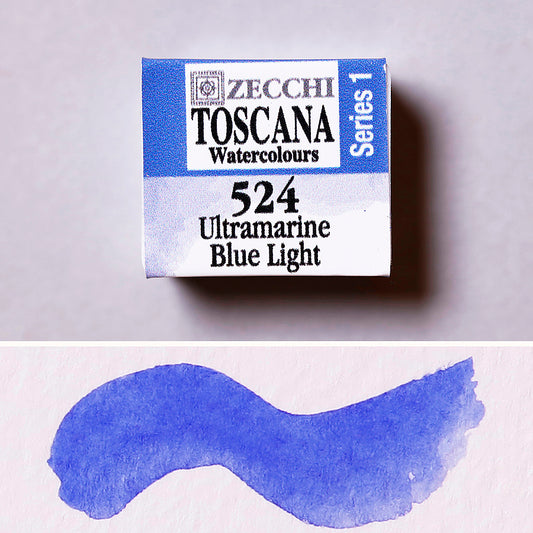 ZECCHI
TOSCANA
Watercolours
Series 1
524
Ultramarine
Blue Light